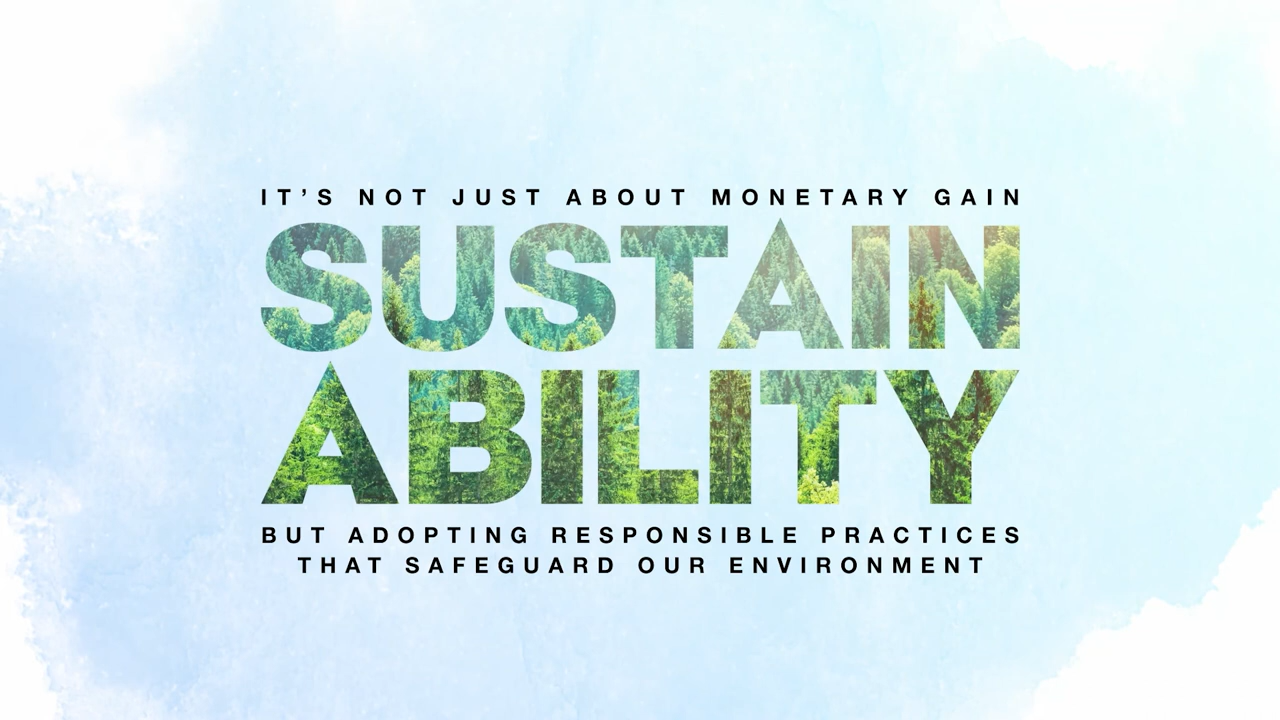 IT’S NOT JUST ABOUT MONETARY GAIN
SUSTAIN
ABILITY
BUT ADOPTING RESPONSIBLE PRACTICES
THAT SAFEGUARD OUR ENVIRONMENT